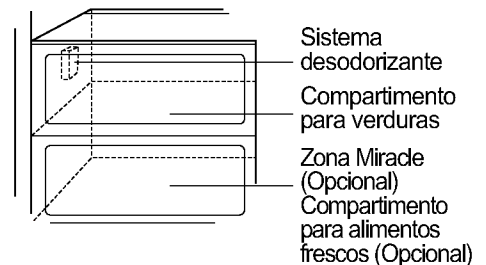 Sistema
desodorizante
Compartimento
para verduras
Zona Miracle
(Opcional)
Compartimento
para alimentos
frescos (Opcional)